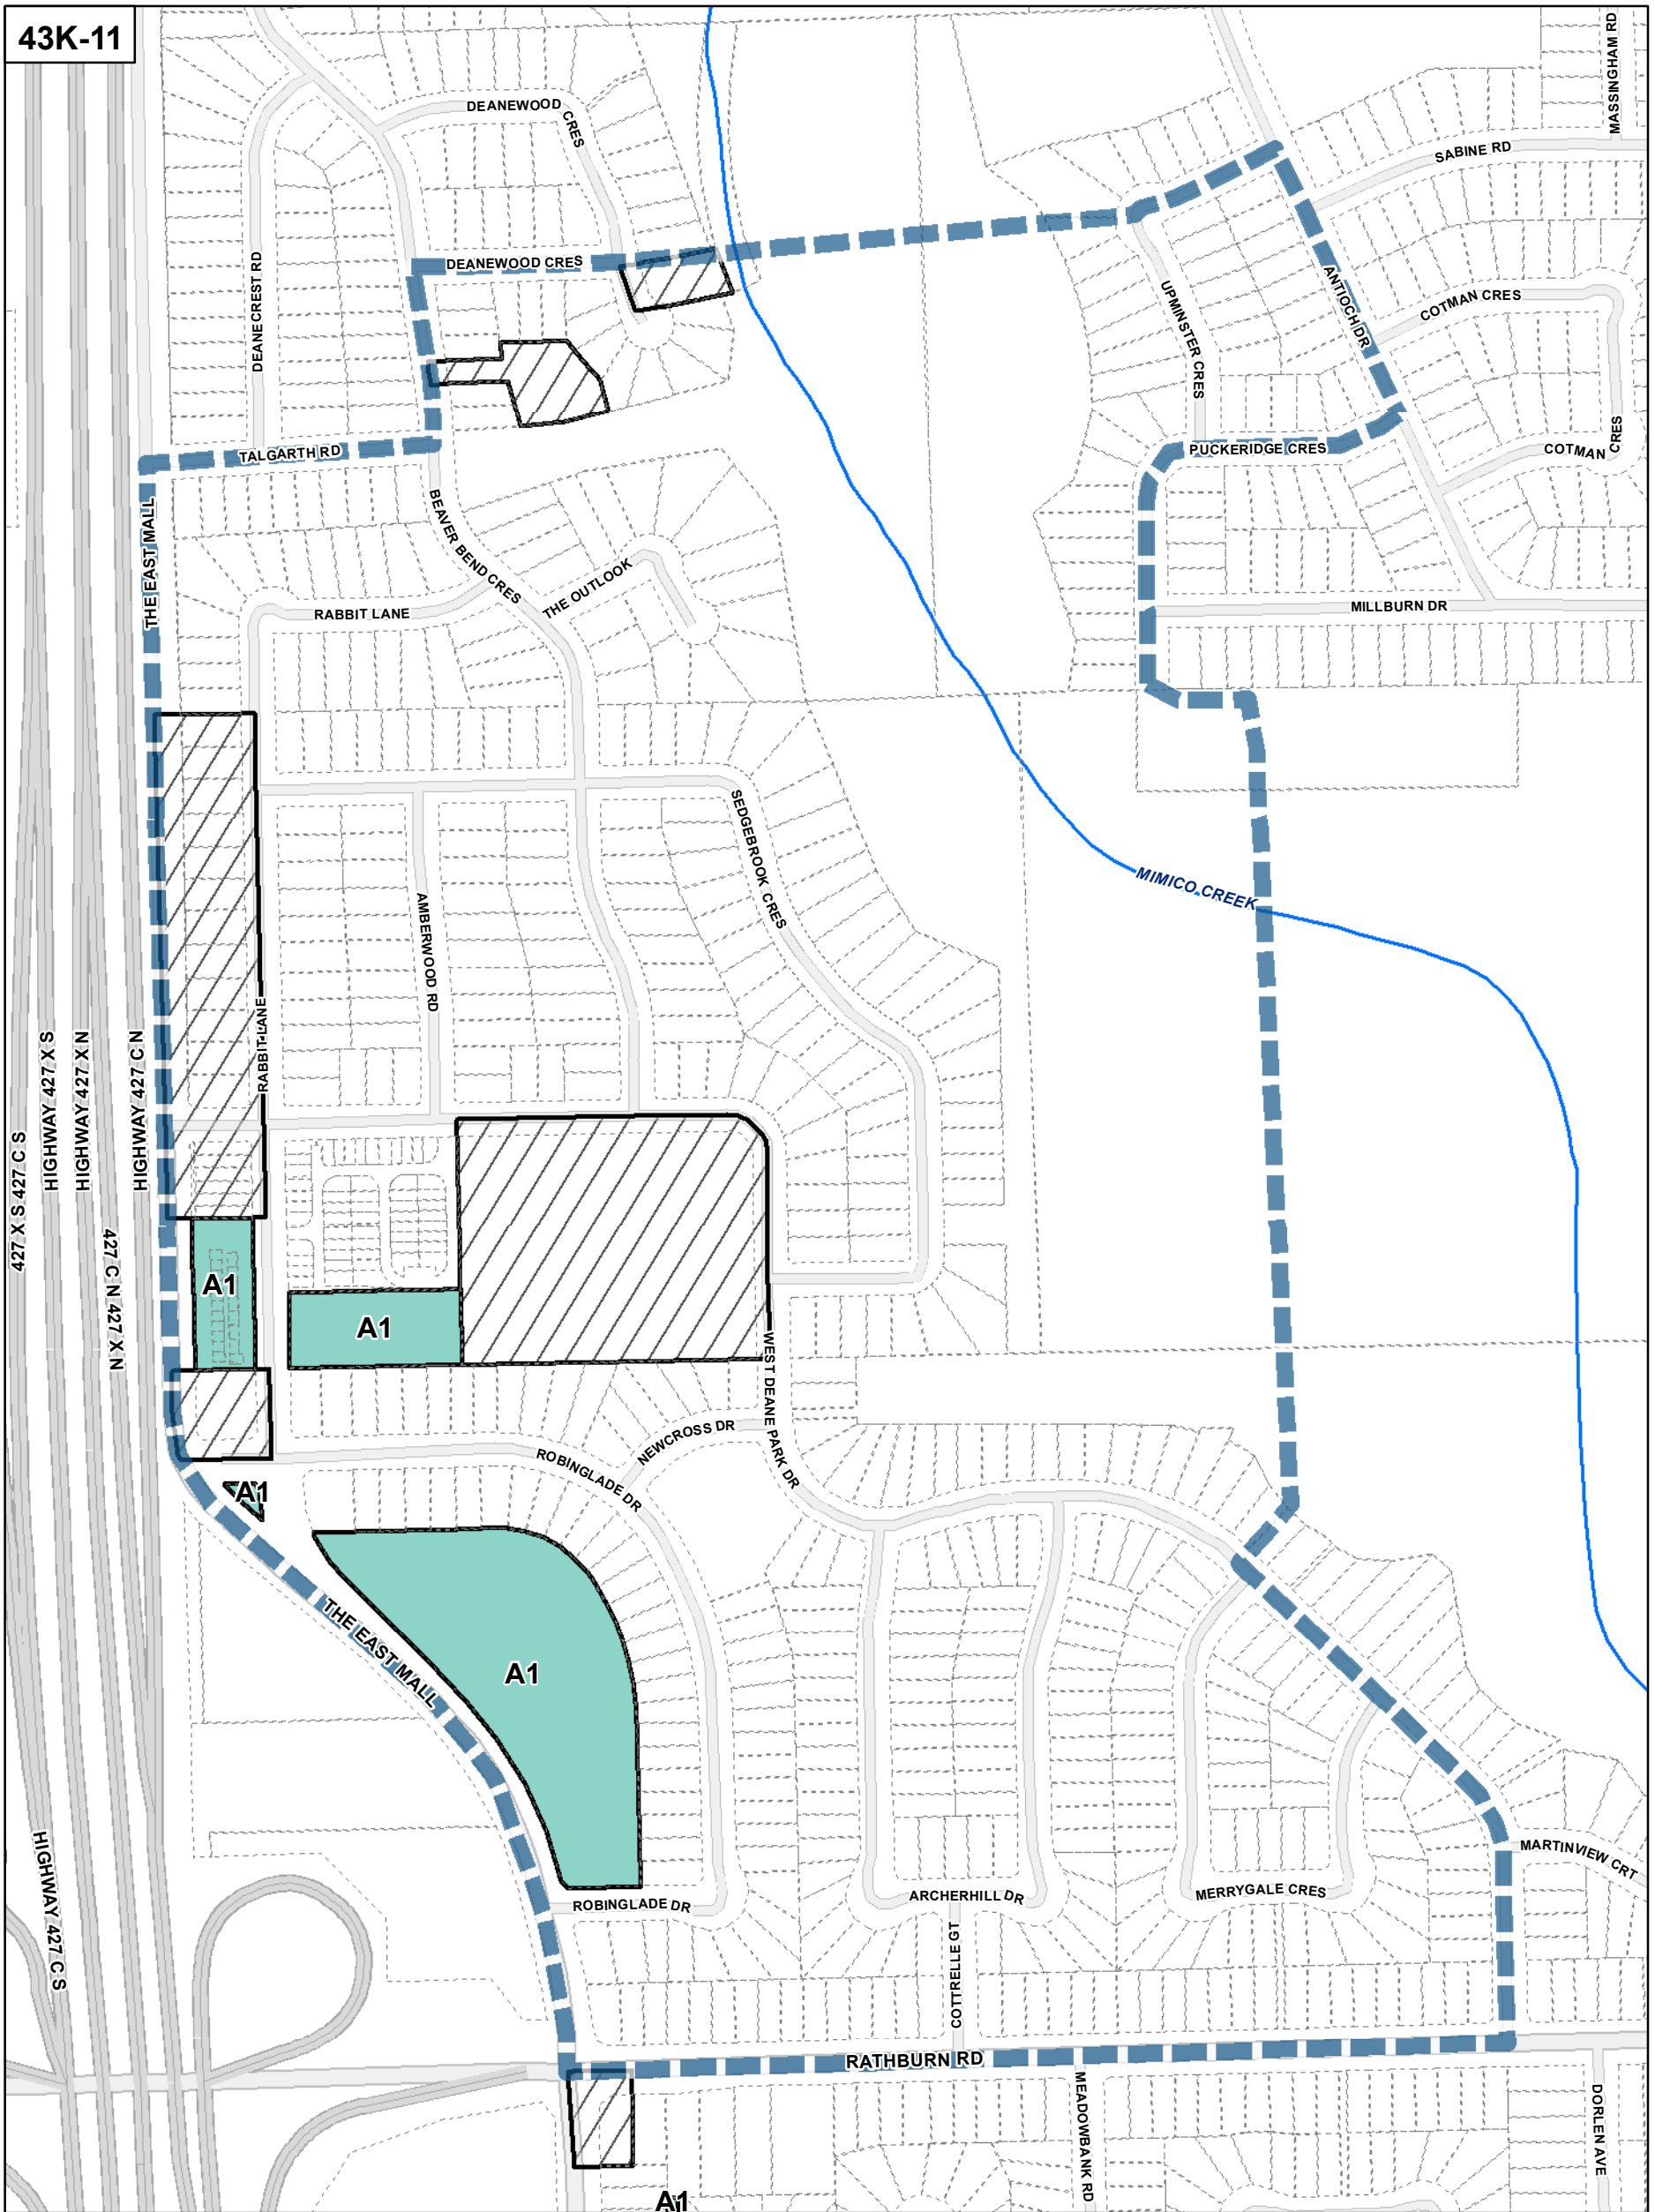 43K-11
MASSINGHAM RD
DEANEWOOD
CRES
SABINE RD
DEANEWOOD CRES
DEANECREST RD
UPMINSTER CRES
ANTIOCH DR
COTMAN CRES
TALGARTH RD
PUCKERIDGE CRES
COTMAN
CRES
THE EAST MALL
BEAVER BEND CRES
THE OUTLOOK
RABBIT LANE
MILLBURN DR
SEDGEBROOK CRES
MIMICO CREEK
AMBERWOOD RD
RABBIT LANE
427 X S 427 C S
HIGHWAY 427 X S
HIGHWAY 427 X N
HIGHWAY 427 C N
427 C N 427 X N
A1
A1
WEST DEANE PARK DR
NEWCROSS DR
ROBINGLADE DR
A1
THE EAST MALL
A1
HIGHWAY 427 C S
MARTINVIEW CRT
ROBINGLADE DR
ARCHERHILL DR
MERRYGALE CRES
COTTRELLE GT
RATHBURN RD
MEADOWBANK RD
DORLEN AVE
A1